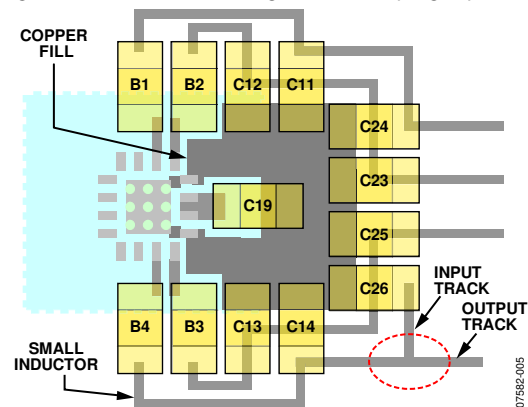 COPPER
FILL
B1
B2
C12
C11
C24
C23
C19
C25
C26
INPUT
TRACK
OUTPUT
TRACK
B4
B3
C13
C14
SMALL
INDUCTOR
07582-005